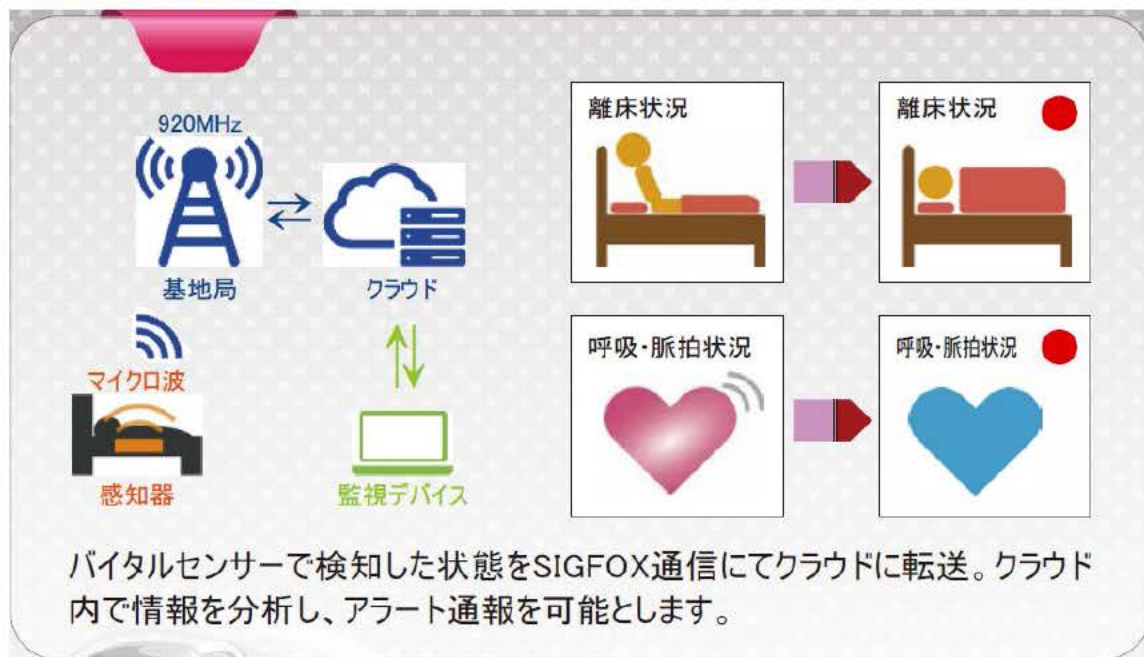 920MHz
基地局
クラウド
マイクロ波
感知器
監視デバイス
離床状況
離床状況
呼吸・脈拍状況
呼吸・脈拍状況
バイタルセンサーで検知した状態をSIGFOX通信にてクラウドに転送。クラウド
内で情報を分析し、アラート通報を可能とします。